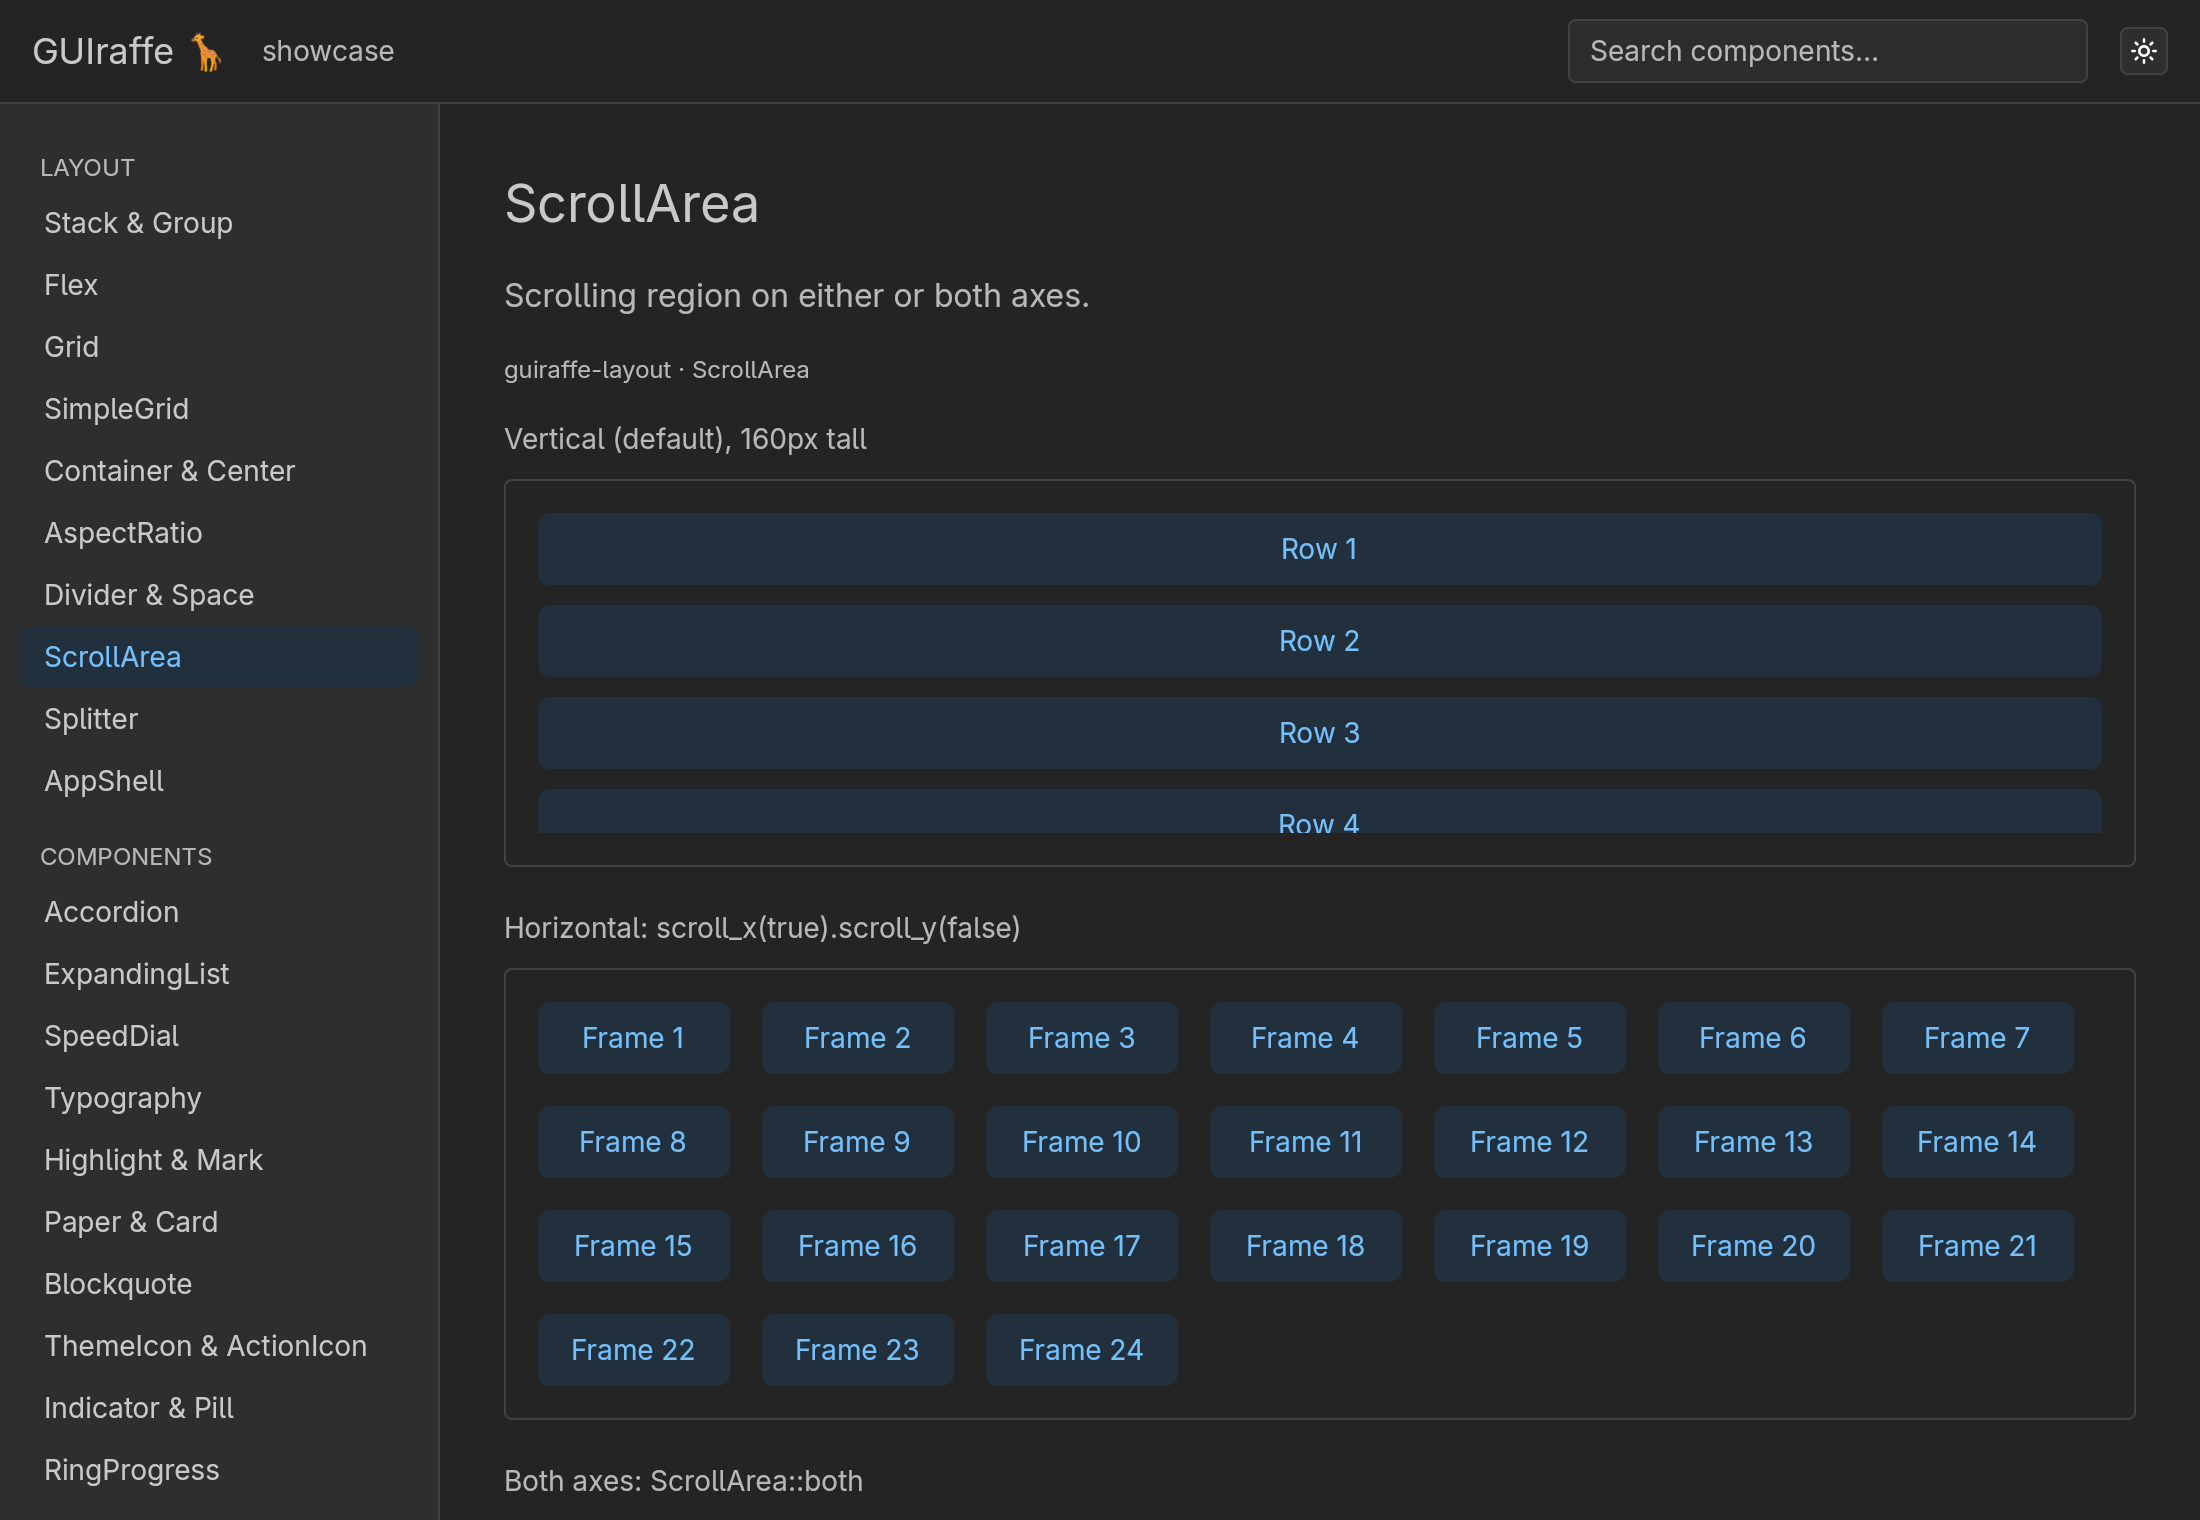 GUIraffe 🦒 showcase
Search components...
LAYOUT
Stack & Group
Flex
Grid
SimpleGrid
Container & Center
AspectRatio
Divider & Space
ScrollArea
Splitter
AppShell
COMPONENTS
Accordion
ExpandingList
SpeedDial
Typography
Highlight & Mark
Paper & Card
Blockquote
ThemeIcon & ActionIcon
Indicator & Pill
RingProgress
ScrollArea
Scrolling region on either or both axes.
guiraffe-layout · ScrollArea
Vertical (default), 160px tall
Row 1
Row 2
Row 3
Row 4
Horizontal: scroll_x(true).scroll_y(false)
Frame 1 Frame 2 Frame 3 Frame 4 Frame 5 Frame 6 Frame 7
Frame 8 Frame 9 Frame 10 Frame 11 Frame 12 Frame 13 Frame 14
Frame 15 Frame 16 Frame 17 Frame 18 Frame 19 Frame 20 Frame 21
Frame 22 Frame 23 Frame 24
Both axes: ScrollArea::both